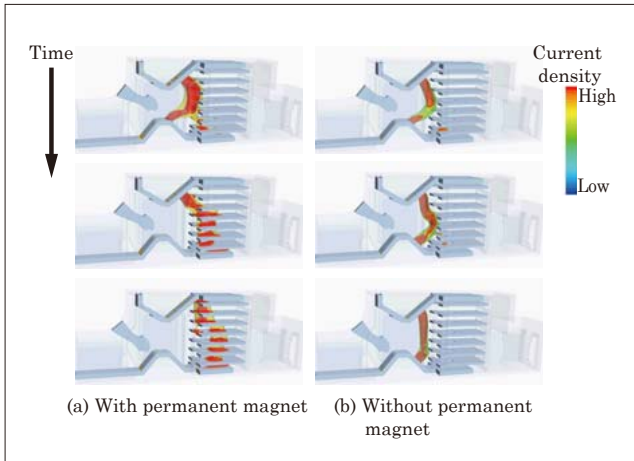 Time
Current
density
High
Low
(a) With permanent magnet
(b) Without permanent
magnet